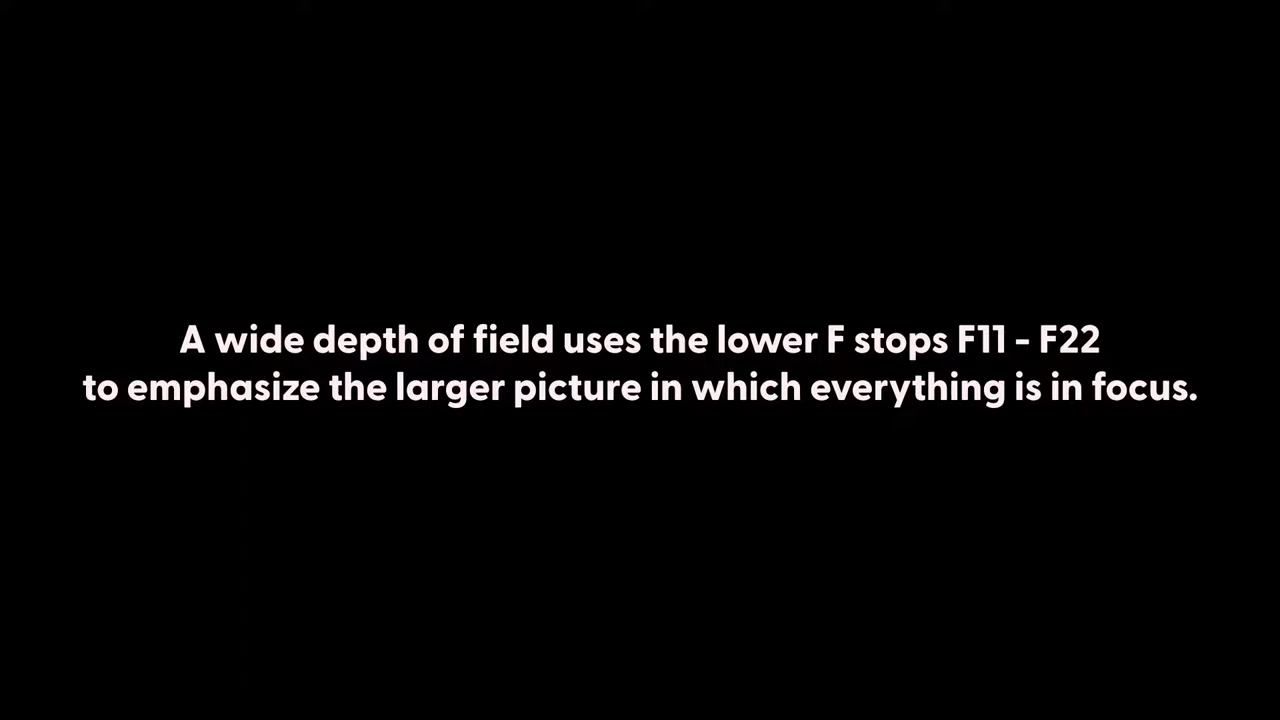 A wide depth of field uses the lower F stops F11 - F22
to emphasize the larger picture in which everything is in focus.